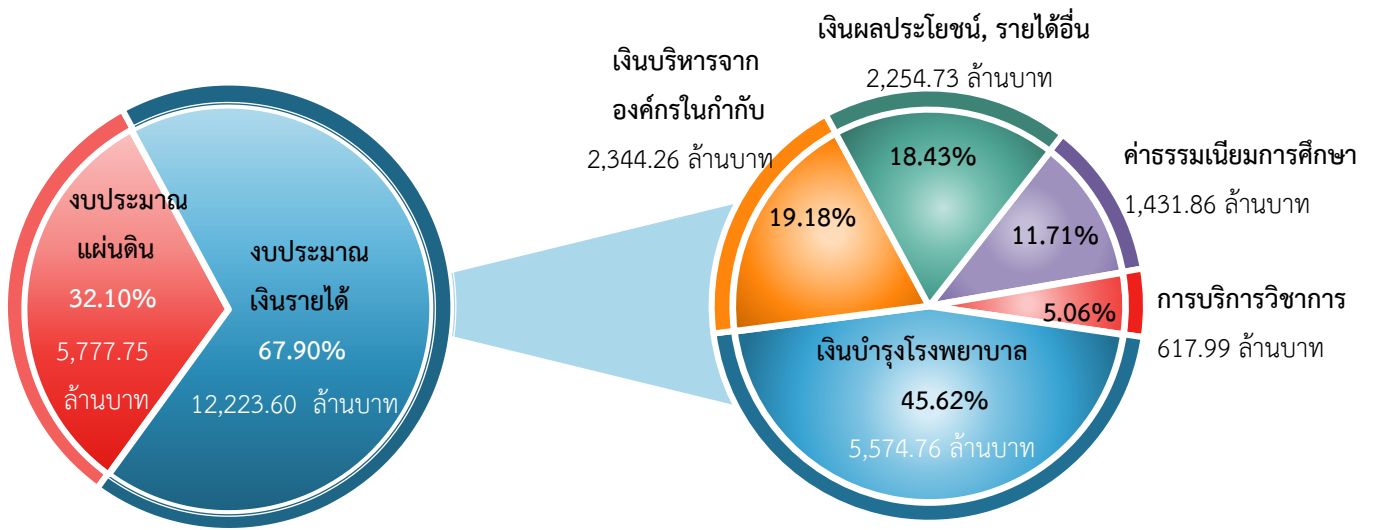 งบประมาณ
แผ่นดิน
32.10%
5,777.75
ล้านบาท
งบประมาณ
เงินรายได้
67.90%
12,223.60 ล้านบาท
เงินบริหารจาก
องค์กรในกำกับ
2,344.26 ล้านบาท
19.18%
เงินผลประโยชน์, รายได้อื่น
2,254.73 ล้านบาท
18.43%
ค่าธรรมเนียมการศึกษา
1,431.86 ล้านบาท
11.71%
การบริการวิชาการ
617.99 ล้านบาท
5.06%
เงินบำรุงโรงพยาบาล
45.62%
5,574.76 ล้านบาท